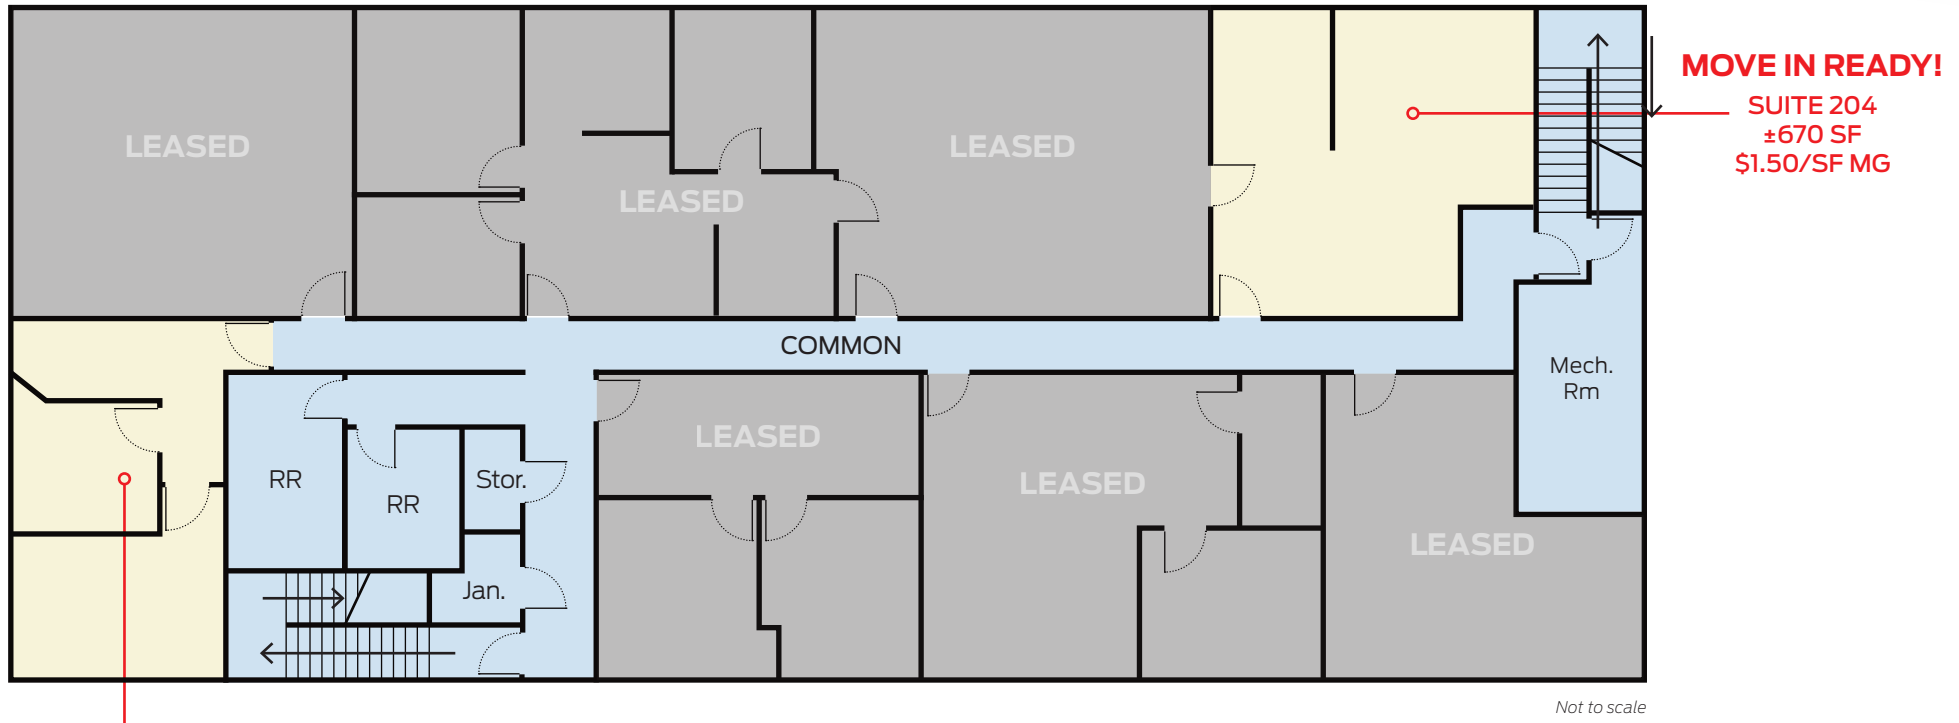 MOVE IN READY!
SUITE 204
±670 SF
$1.50/SF MG
LEASED
LEASED
LEASED
COMMON
Mech.
Rm
LEASED
RR
Stor.
LEASED
RR
LEASED
Jan.
Not to scale